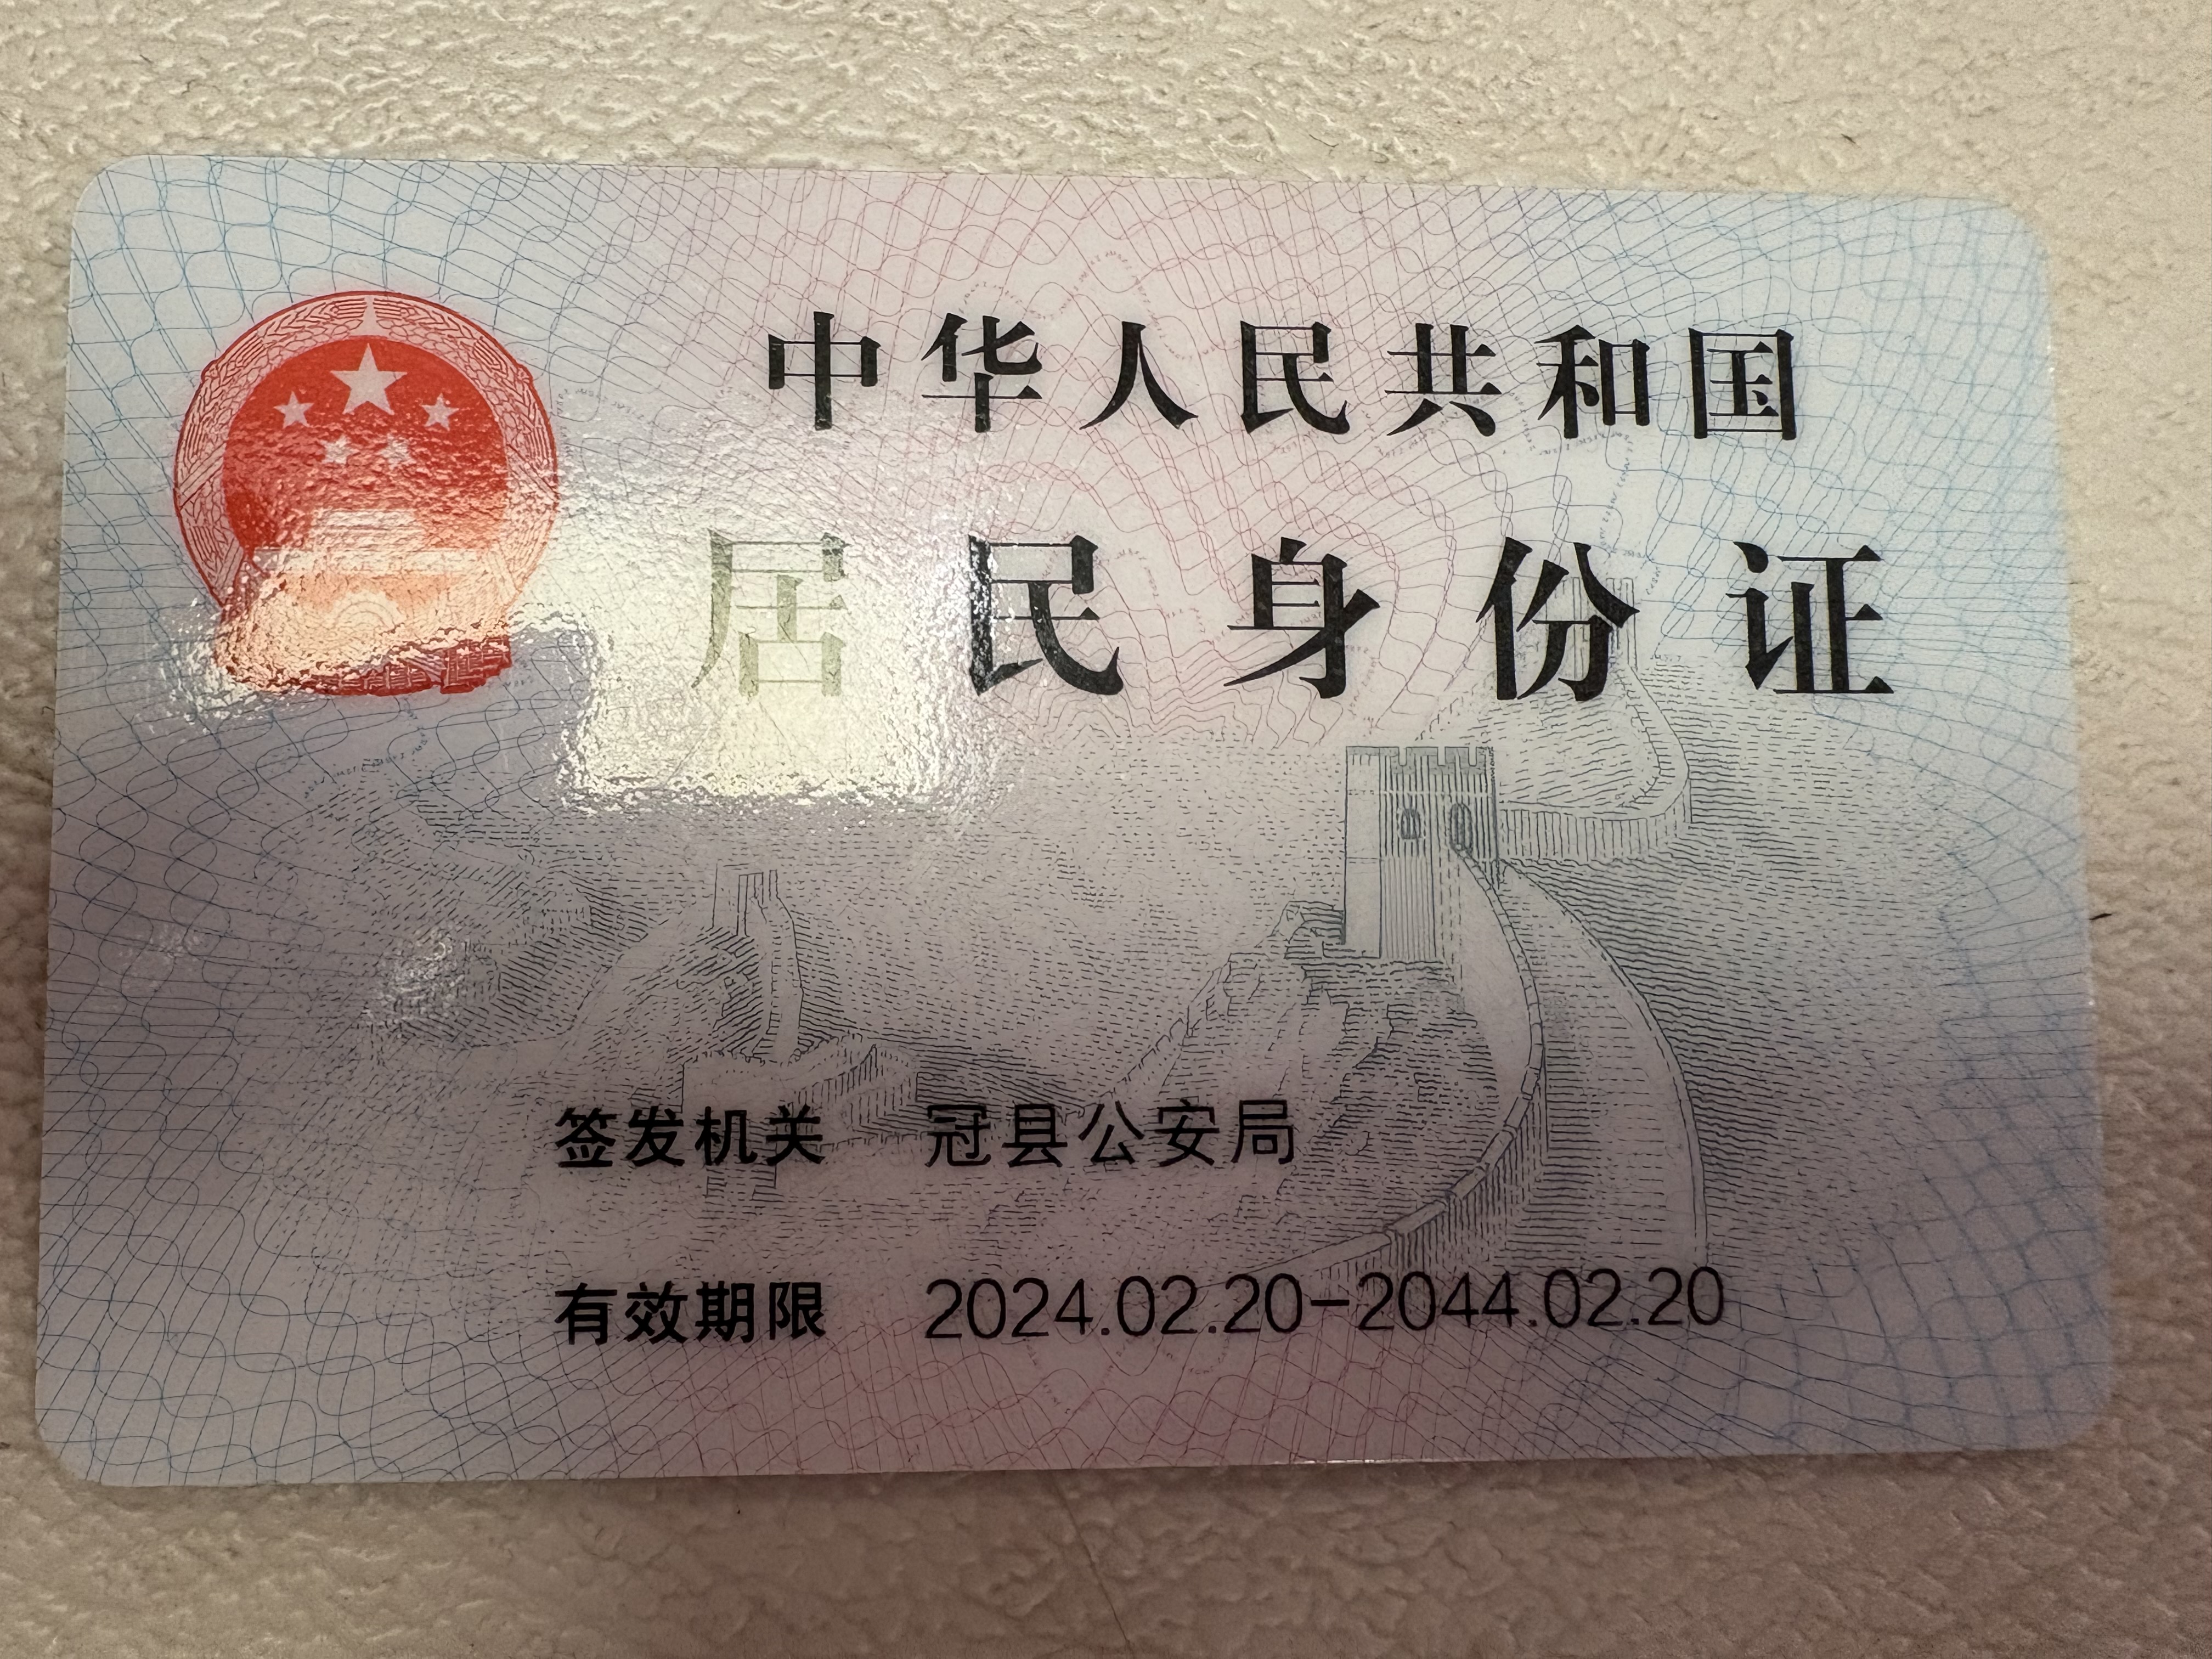 中华人民共和国
居民身份证
签发机关 冠县公安局
有效期限 2024.02.20-2044.02.20